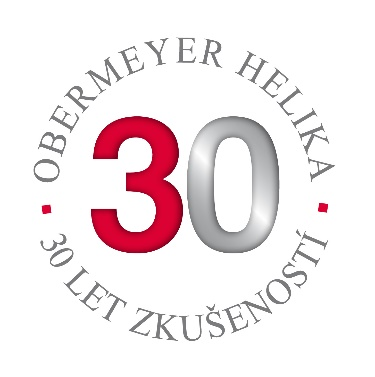 OBERMEYER HELIKA
30
30 LET ZKUŠENOSTÍ